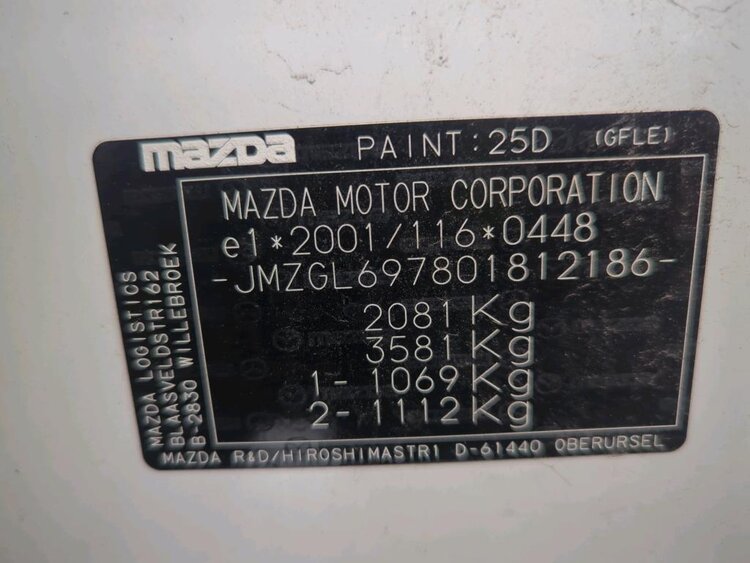 mazda PAINT:25D (GFLE)
MAZDA MOTOR CORPORATION
e1*2001/116*0448
-JMZGL697801812186-
2081Kg
3581Kg
1- 1069Kg
2- 1112Kg
MAZDA LOGISTICS
BLAASVELDSTR162
B-2830 WILLEBROEK
MAZDA R&D/HIROSHIMASTR1 D-61440 OBERURSEL